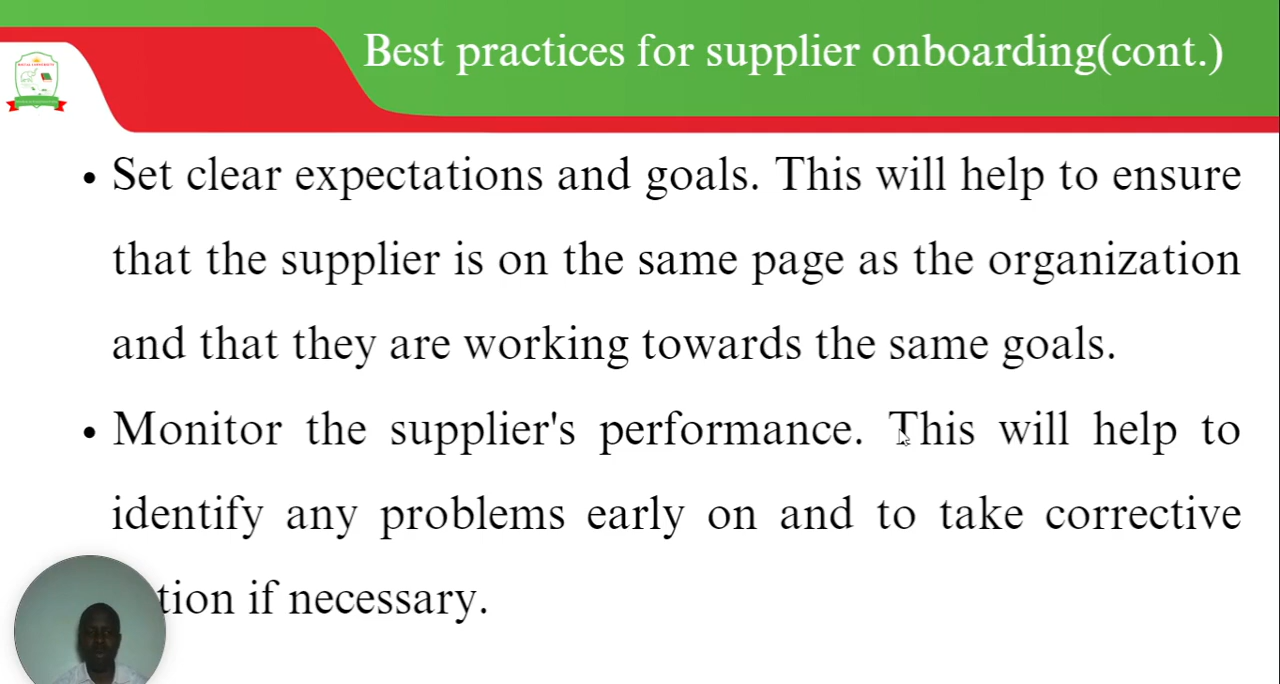 Best practices for supplier onboarding(cont.)
• Set clear expectations and goals. This will help to ensure
that the supplier is on the same page as the organization
and that they are working towards the same goals.
• Monitor the supplier's performance. This will help to
identify any problems early on and to take corrective
tion if necessary.